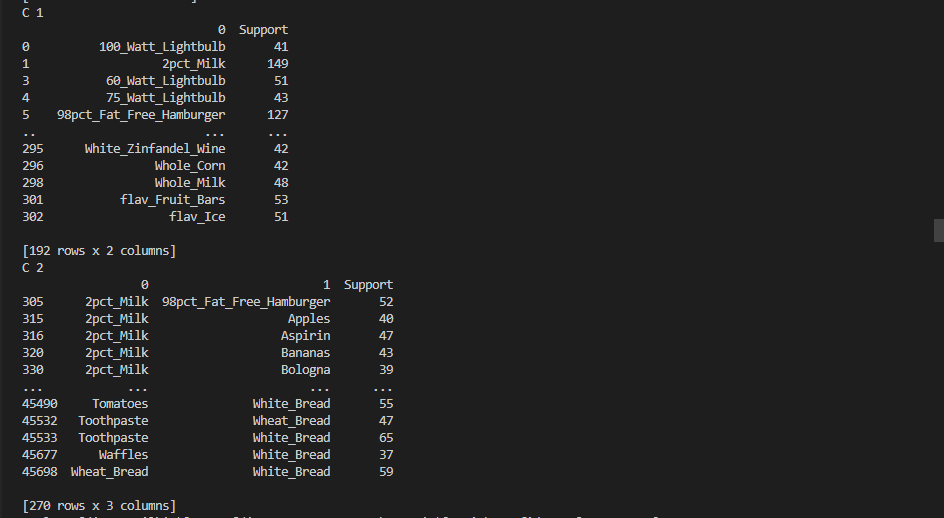 C 1
0 Support
0 100_Watt_Lightbulb 41
1 2pct_Milk 149
3 60_Watt_Lightbulb 51
4 75_Watt_Lightbulb 43
5 98pct_Fat_Free_Hamburger 127
.. ... ...
295 White_Zinfandel_Wine 42
296 Whole_Corn 42
298 Whole_Milk 48
301 flav_Fruit_Bars 53
302 flav_Ice 51
[192 rows x 2 columns]
C 2
0 1 Support
305 2pct_Milk 98pct_Fat_Free_Hamburger 52
315 2pct_Milk Apples 40
316 2pct_Milk Aspirin 47
320 2pct_Milk Bananas 43
330 2pct_Milk Bologna 39
... ... ... ...
45490 Tomatoes White_Bread 55
45532 Toothpaste Wheat_Bread 47
45533 Toothpaste White_Bread 65
45677 Waffles White_Bread 37
45698 Wheat_Bread White_Bread 59
[270 rows x 3 columns]